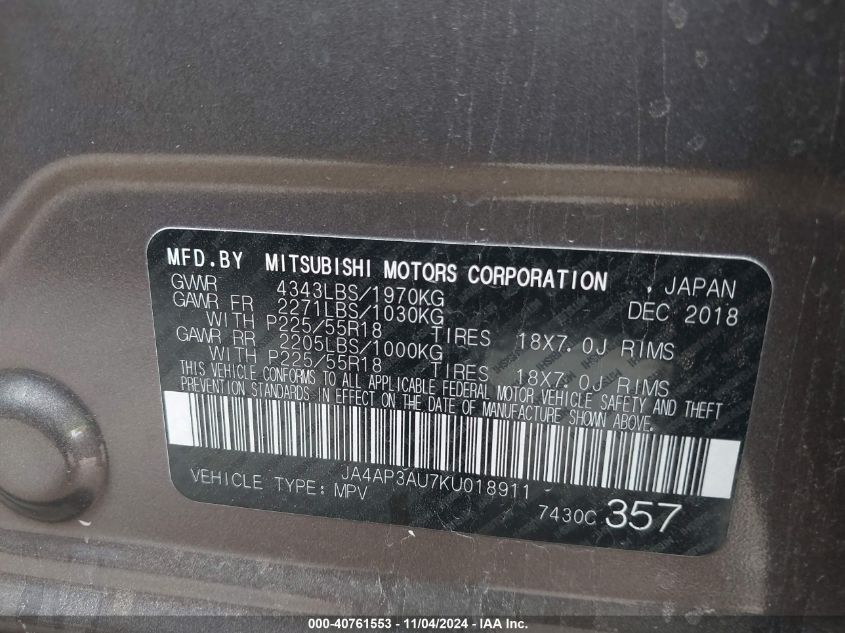 MFD.BY MITSUBISHI MOTORS CORPORATION , JAPAN
GVWR 4343LBS/1970KG DEC 2018
GAWR FR 2271LBS/1030KG
WITH P225/55R18 TIRES 18X7.0J RIMS
GAWR RR 2205LBS/1000KG
WITH P225/55R18 TIRES 18X7.0J RIMS
THIS VEHICLE CONFORMS TO ALL APPLICABLE FEDERAL MOTOR VEHICLE SAFETY AND THEFT
PREVENTION STANDARDS IN EFFECT ON THE DATE OF MANUFACTURE SHOWN ABOVE.
JA4AP3AU7KU018911
VEHICLE TYPE: MPV
7430C 357
000-40761553 — 11/04/2024 — © IAA Inc.